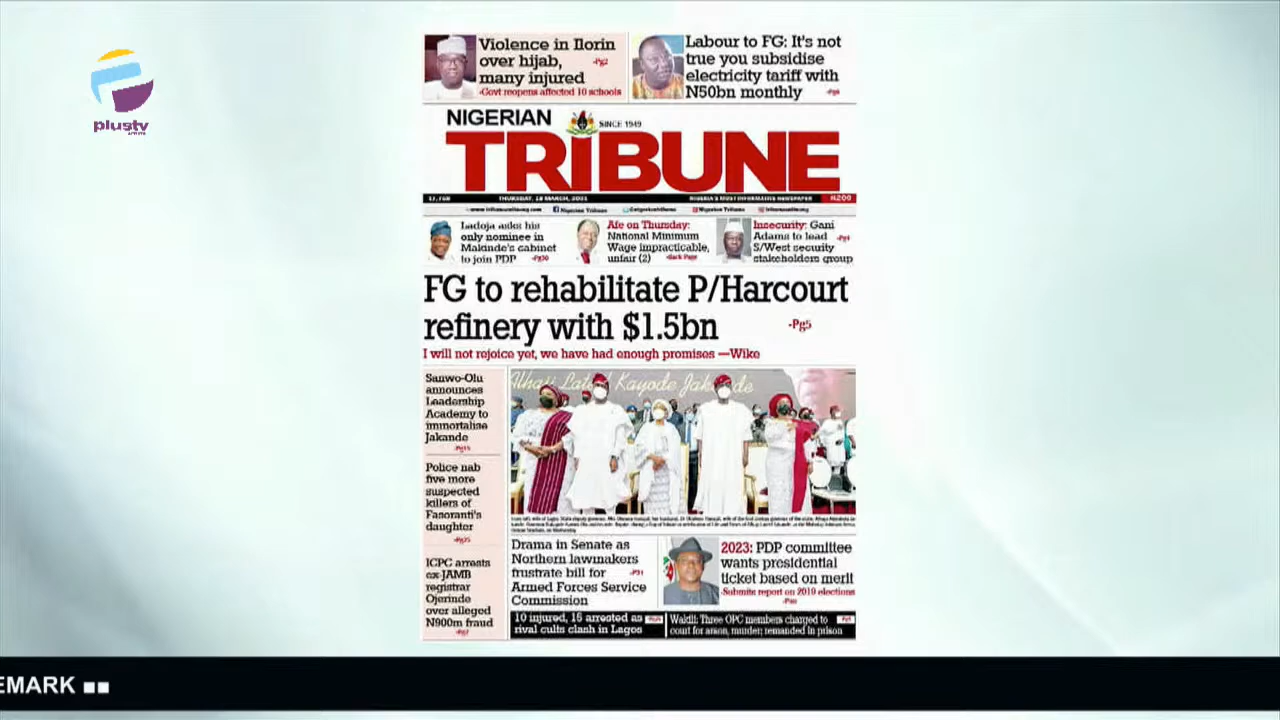 plustv
Violence in Ilorin
over hijab,
many injured
-Pg2
-Govt reopens affected 10 schools
Labour to FG: It's not
true you subsidise
electricity tariff with
N50bn monthly
NIGERIAN
SINCE 1949
TRIBUNE
THURSDAY, 18 MARCH, 2021
NIGERIA'S MOST INFORMATIVE NEWSPAPER
N200
Nigerian Tribune
Ladoja asks his
only nominee in
Makinde's cabinet
to join PDP
-Pg30
Afe on Thursday:
National Minimum
Wage impracticable,
unfair (2)
-Back Page
Insecurity: Gani
Adams to lead
S/West security
stakeholders group
FG to rehabilitate P/Harcourt
refinery with $1.5bn
-Pg5
I will not rejoice yet, we have had enough promises —Wike
Sanwo-Olu
announces
Leadership
Academy to
immortalise
Jakande
Police nab
five more
suspected
killers of
Fasoranti's
daughter
ICPC arrests
ex-JAMB
registrar
Ojerinde
over alleged
N900m fraud
Alhaji Lateef Kayode Jakande
Drama in Senate as
Northern lawmakers
frustrate bill for
Armed Forces Service
Commission
2023: PDP committee
wants presidential
ticket based on merit
-Submits report on 2019 elections
10 injured, 16 arrested as
rival cults clash in Lagos
Wakili: Three OPC members charged to
court for arson, murder; remanded in prison
EMARK